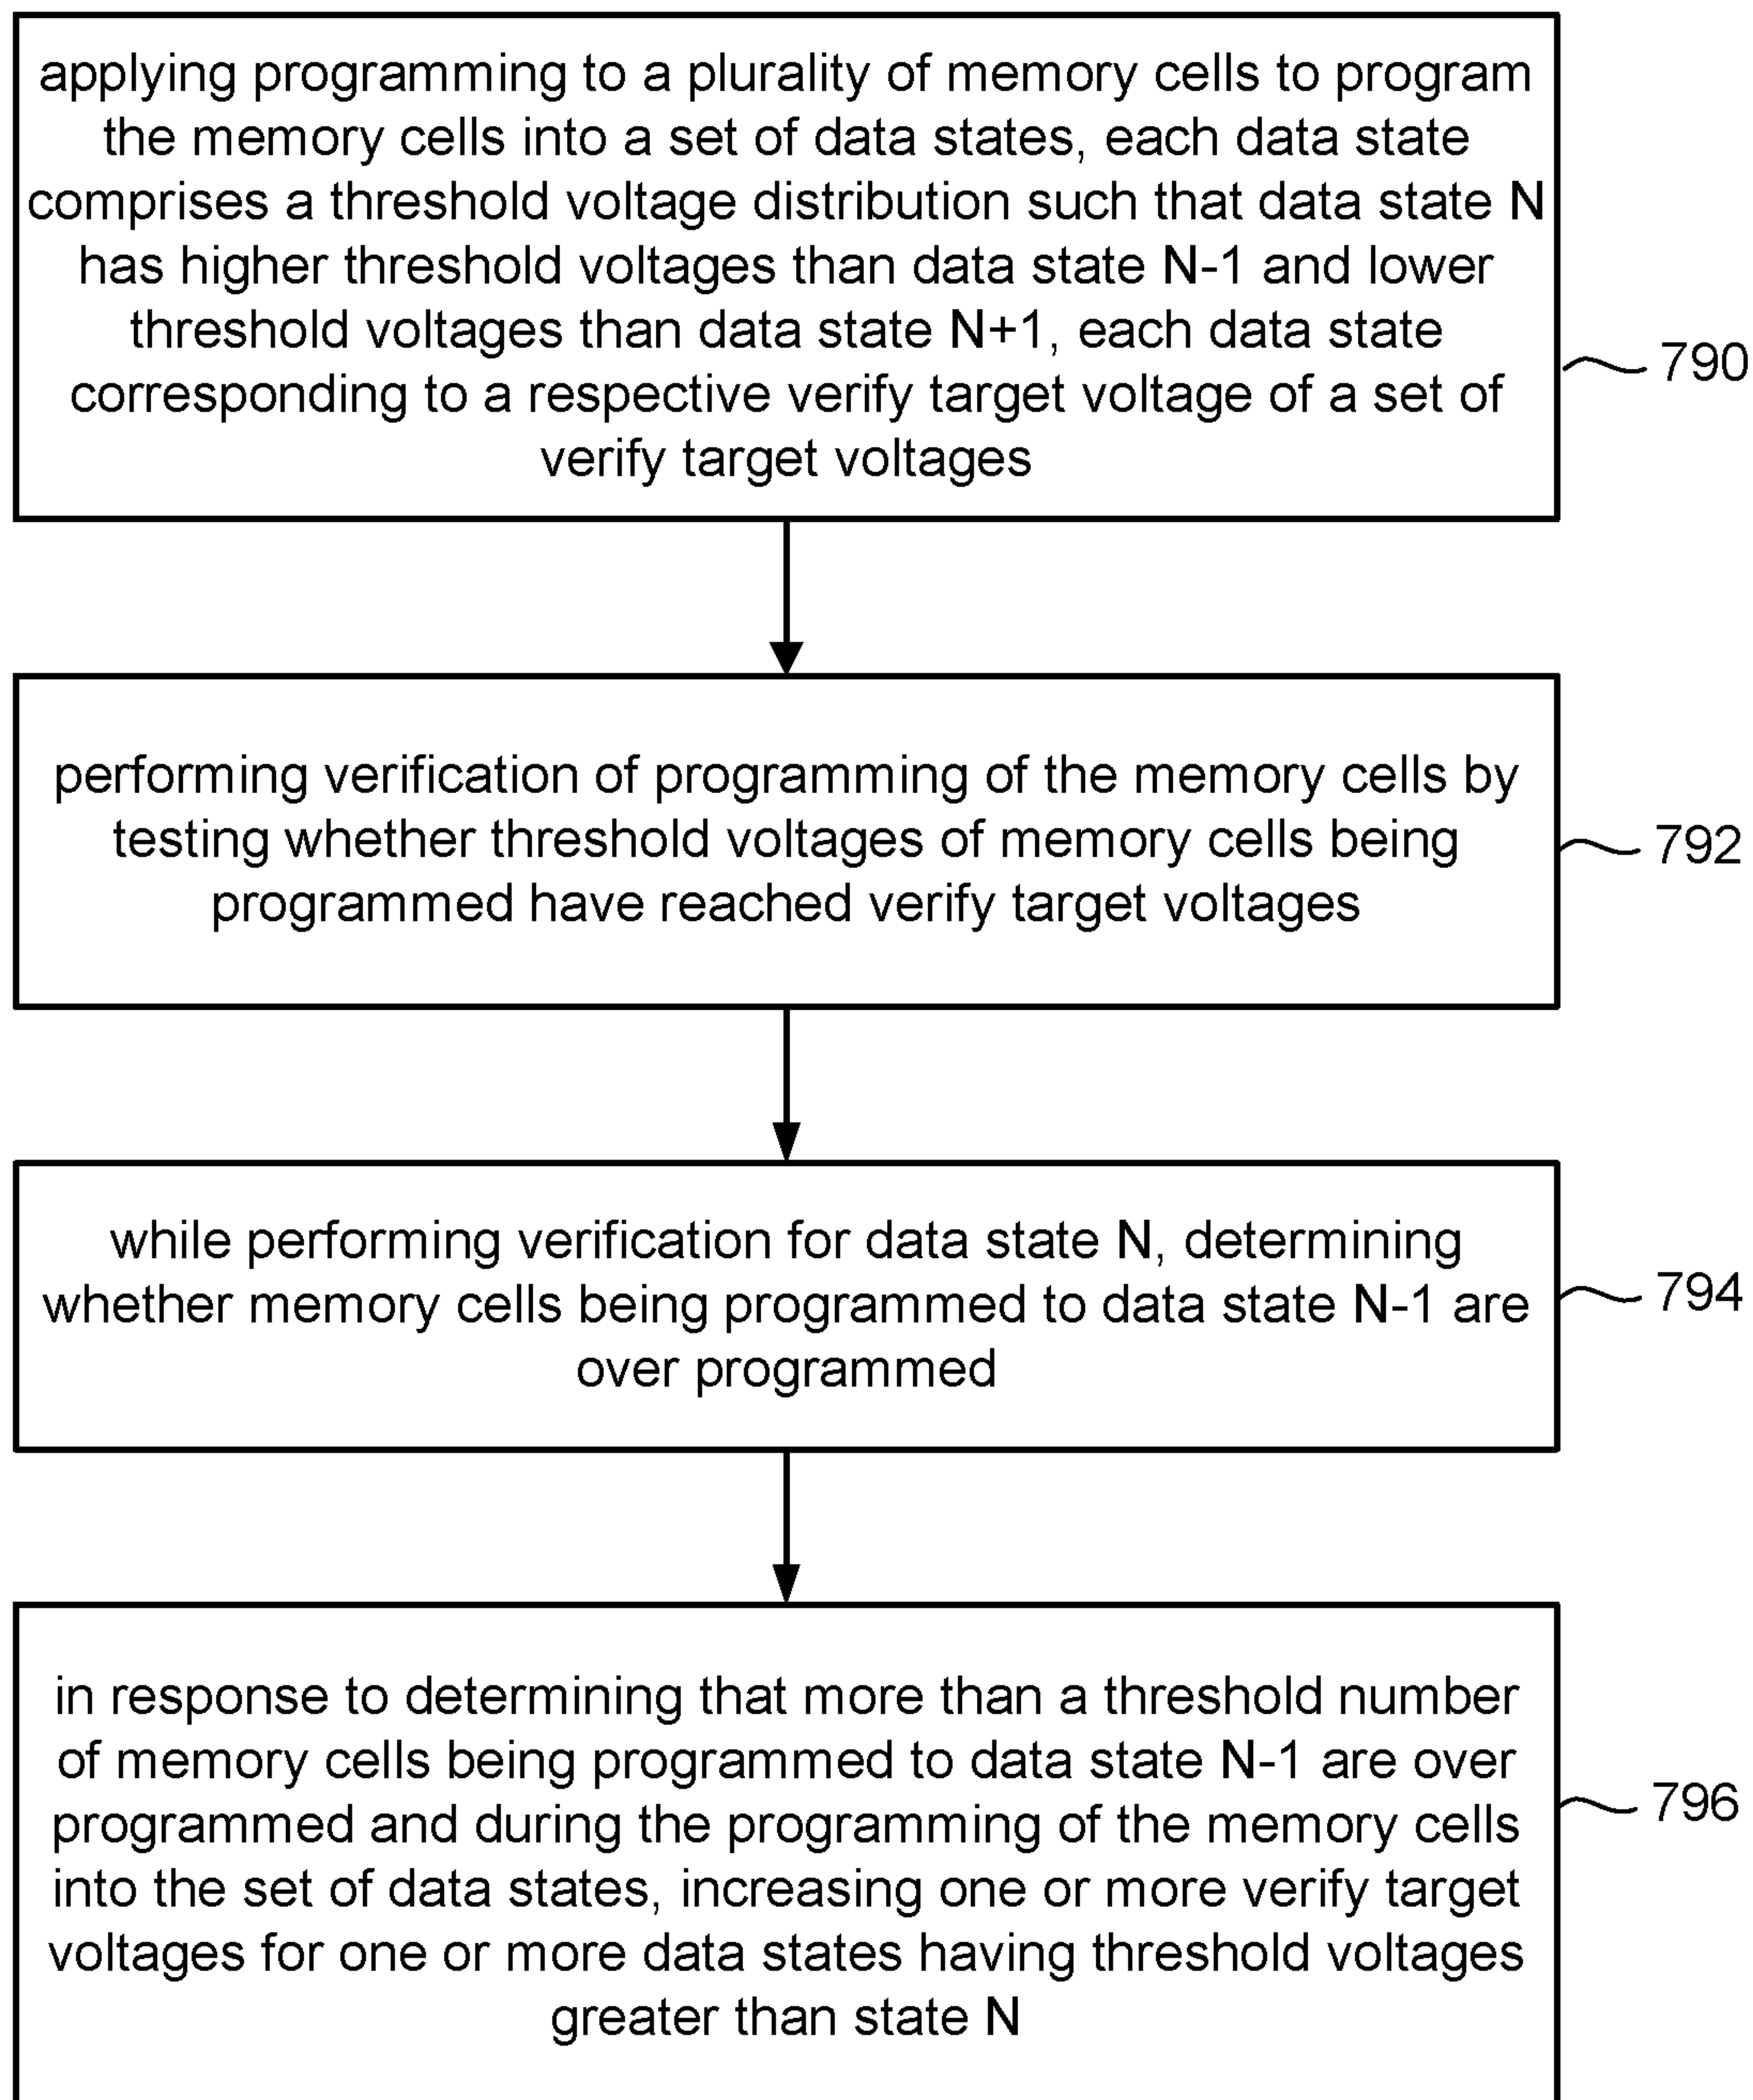 applying programming to a plurality of memory cells to program
the memory cells into a set of data states, each data state
comprises a threshold voltage distribution such that data state N
has higher threshold voltages than data state N-1 and lower
threshold voltages than data state N+1, each data state
corresponding to a respective verify target voltage of a set of
verify target voltages
790
performing verification of programming of the memory cells by
testing whether threshold voltages of memory cells being
programmed have reached verify target voltages
792
while performing verification for data state N, determining
whether memory cells being programmed to data state N-1 are
over programmed
794
in response to determining that more than a threshold number
of memory cells being programmed to data state N-1 are over
programmed and during the programming of the memory cells
into the set of data states, increasing one or more verify target
voltages for one or more data states having threshold voltages
greater than state N
796